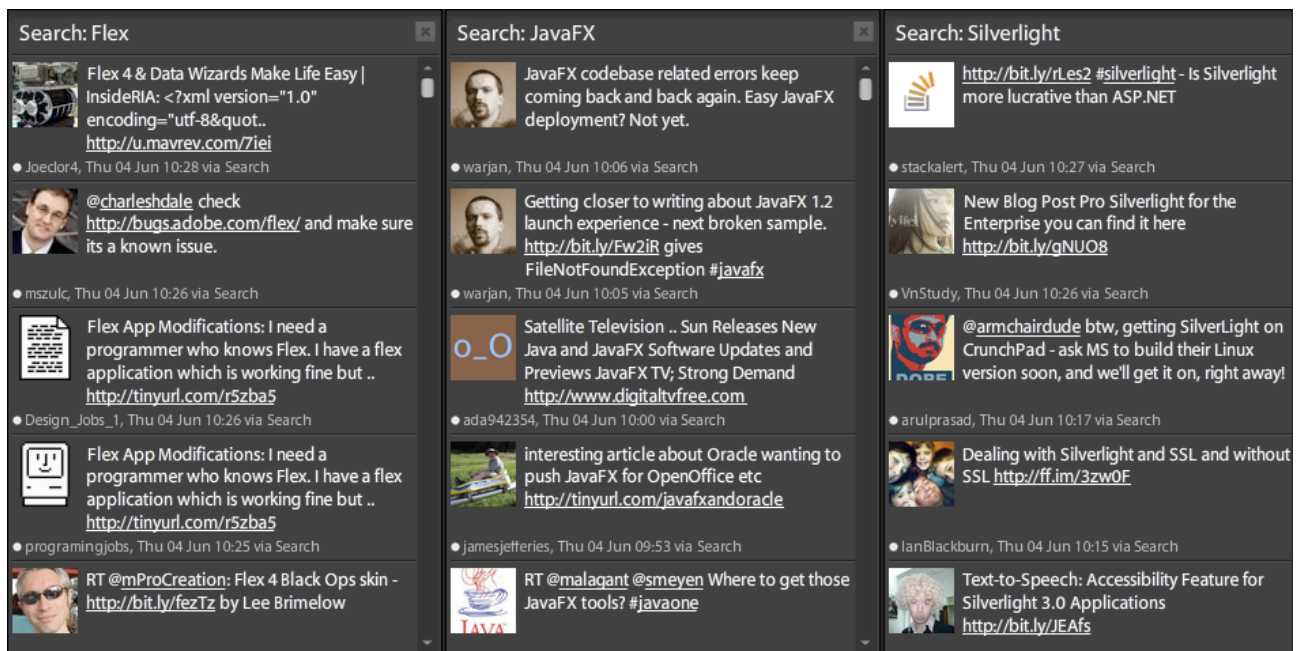 Search: Flex
Flex 4 & Data Wizards Make Life Easy |
InsideRIA: <?xml version="1.0"
encoding="utf-8&quot..
http://u.mavrev.com/7iei
Joeclor4, Thu 04 Jun 10:28 via Search
@charleshdale check
http://bugs.adobe.com/flex/ and make sure
its a known issue.
mszulc, Thu 04 Jun 10:26 via Search
Flex App Modifications: I need a
programmer who knows Flex. I have a flex
application which is working fine but ..
http://tinyurl.com/r5zba5
Design_Jobs_1, Thu 04 Jun 10:26 via Search
Flex App Modifications: I need a
programmer who knows Flex. I have a flex
application which is working fine but ..
http://tinyurl.com/r5zba5
programingjobs, Thu 04 Jun 10:25 via Search
RT @mProCreation: Flex 4 Black Ops skin -
http://bit.ly/fezTz by Lee Brimelow
Search: JavaFX
JavaFX codebase related errors keep
coming back and back again. Easy JavaFX
deployment? Not yet.
warjan, Thu 04 Jun 10:06 via Search
Getting closer to writing about JavaFX 1.2
launch experience - next broken sample.
http://bit.ly/Fw2iR gives
FileNotFoundException #javafx
warjan, Thu 04 Jun 10:05 via Search
o_O
Satellite Television .. Sun Releases New
Java and JavaFX Software Updates and
Previews JavaFX TV; Strong Demand
http://www.digitaltvfree.com
ada942354, Thu 04 Jun 10:00 via Search
interesting article about Oracle wanting to
push JavaFX for OpenOffice etc
http://tinyurl.com/javafxandoracle
jamesjefferies, Thu 04 Jun 09:53 via Search
JAVA
RT @malagant @smeyen Where to get those
JavaFX tools? #javaone
Search: Silverlight
http://bit.ly/rLes2 #silverlight - Is Silverlight
more lucrative than ASP.NET
stackalert, Thu 04 Jun 10:27 via Search
New Blog Post Pro Silverlight for the
Enterprise you can find it here
http://bit.ly/gNUO8
VnStudy, Thu 04 Jun 10:26 via Search
DOPE
@armchairdude btw, getting SilverLight on
CrunchPad - ask MS to build their Linux
version soon, and we'll get it on, right away!
arulprasad, Thu 04 Jun 10:17 via Search
Dealing with Silverlight and SSL and without
SSL http://ff.im/3zw0F
IanBlackburn, Thu 04 Jun 10:15 via Search
Text-to-Speech: Accessibility Feature for
Silverlight 3.0 Applications
http://bit.ly/JEAfs